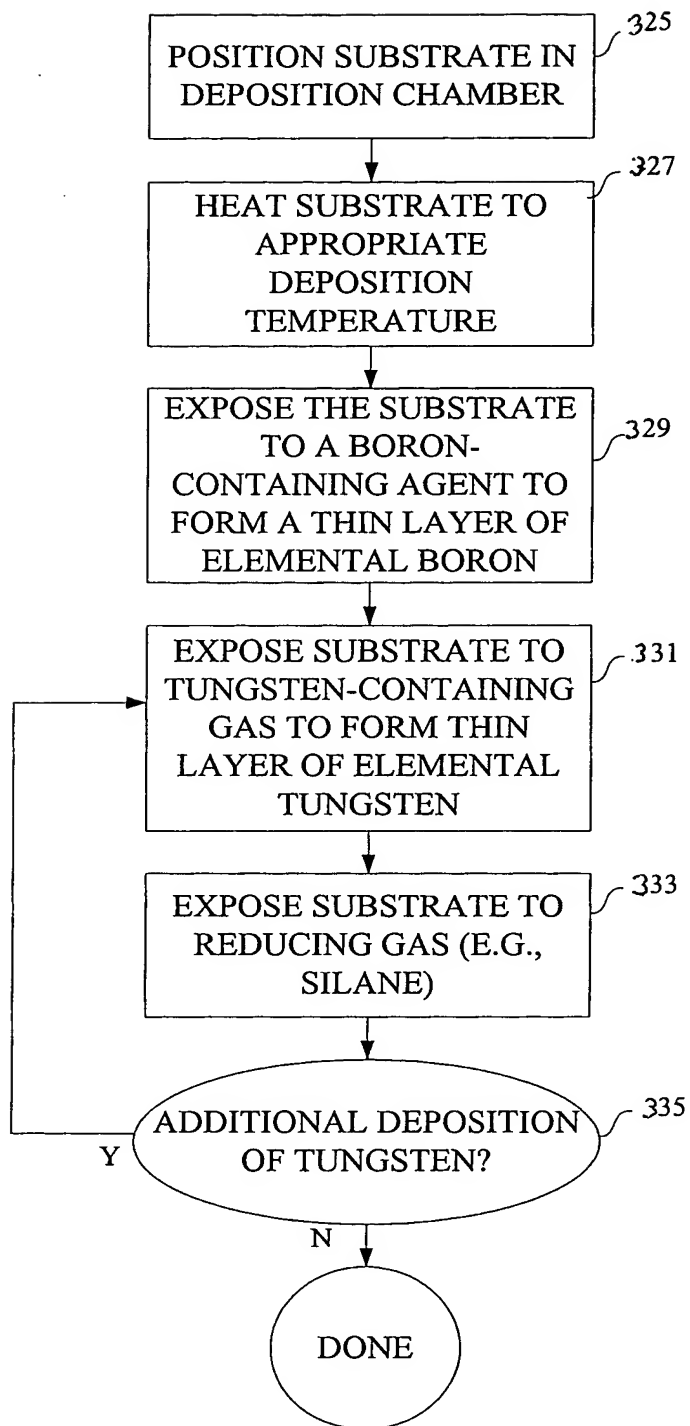 325
POSITION SUBSTRATE IN
DEPOSITION CHAMBER
327
HEAT SUBSTRATE TO
APPROPRIATE
DEPOSITION
TEMPERATURE
EXPOSE THE SUBSTRATE
TO A BORON-
CONTAINING AGENT TO
FORM A THIN LAYER OF
ELEMENTAL BORON
329
EXPOSE SUBSTRATE TO
TUNGSTEN-CONTAINING
GAS TO FORM THIN
LAYER OF ELEMENTAL
TUNGSTEN
331
EXPOSE SUBSTRATE TO
REDUCING GAS (E.G.,
SILANE)
333
ADDITIONAL DEPOSITION
OF TUNGSTEN?
335
Y
N
DONE